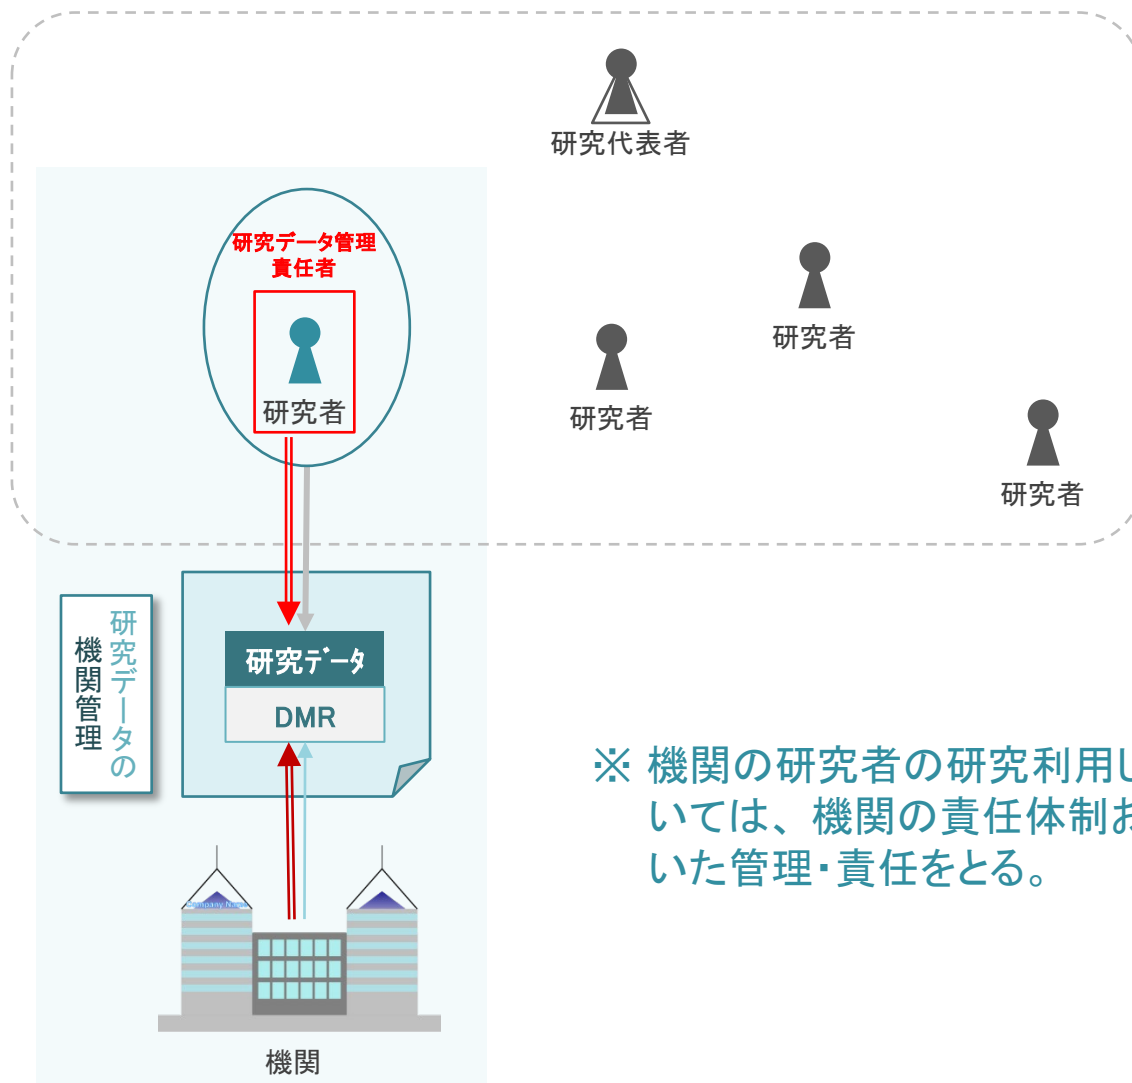 研究代表者
研究データ管理
責任者
研究者
研究者
研究者
研究者
研究データの
機関管理
研究データ
DMR
※ 機関の研究者の研究利用し
いては、機関の責任体制お
いた管理・責任をとる。
Company Name
機関